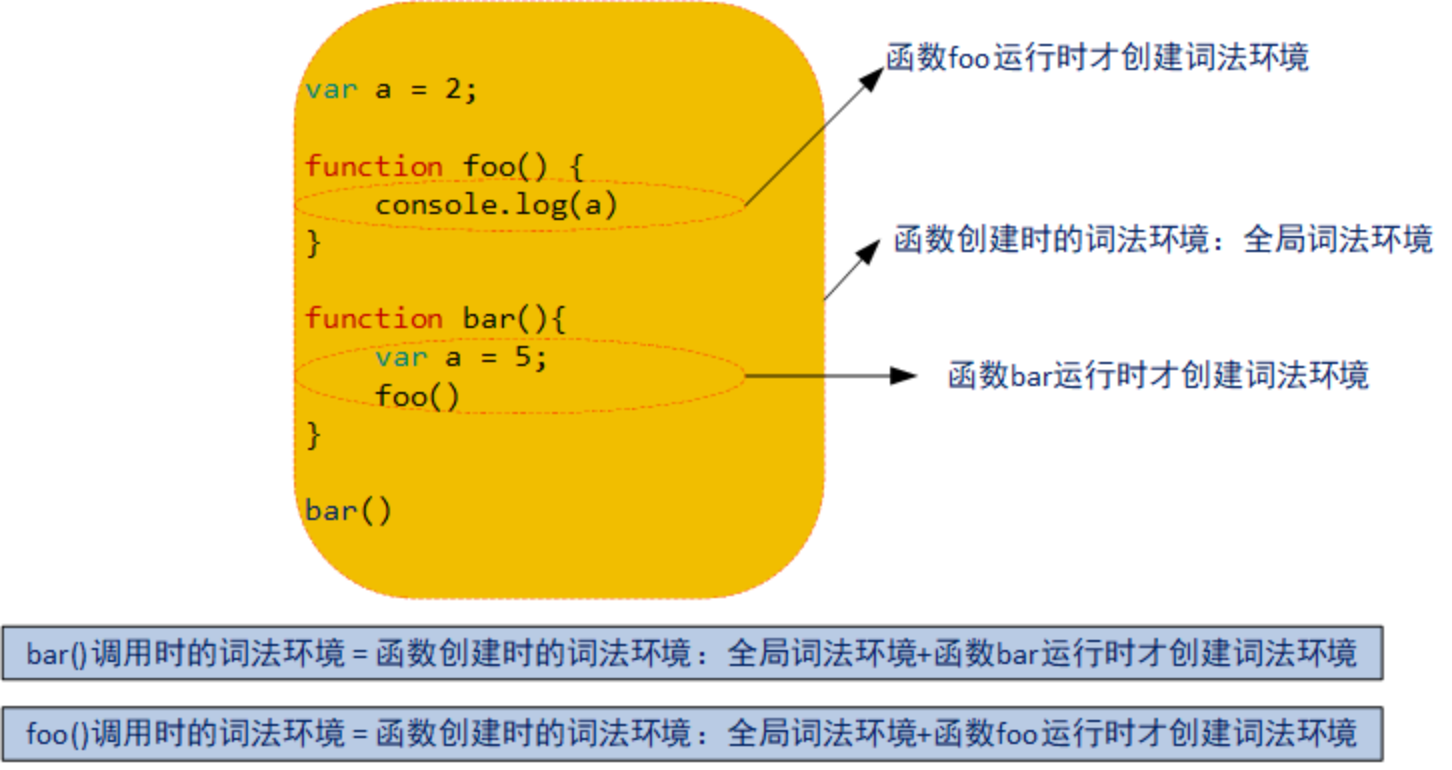 var a = 2;
function foo() {
console.log(a)
}
function bar(){
var a = 5;
foo()
}
bar()
函数foo运行时才创建词法环境
函数创建时的词法环境：全局词法环境
函数bar运行时才创建词法环境
bar()调用时的词法环境 = 函数创建时的词法环境：全局词法环境+函数bar运行时才创建词法环境
foo()调用时的词法环境 = 函数创建时的词法环境：全局词法环境+函数foo运行时才创建词法环境